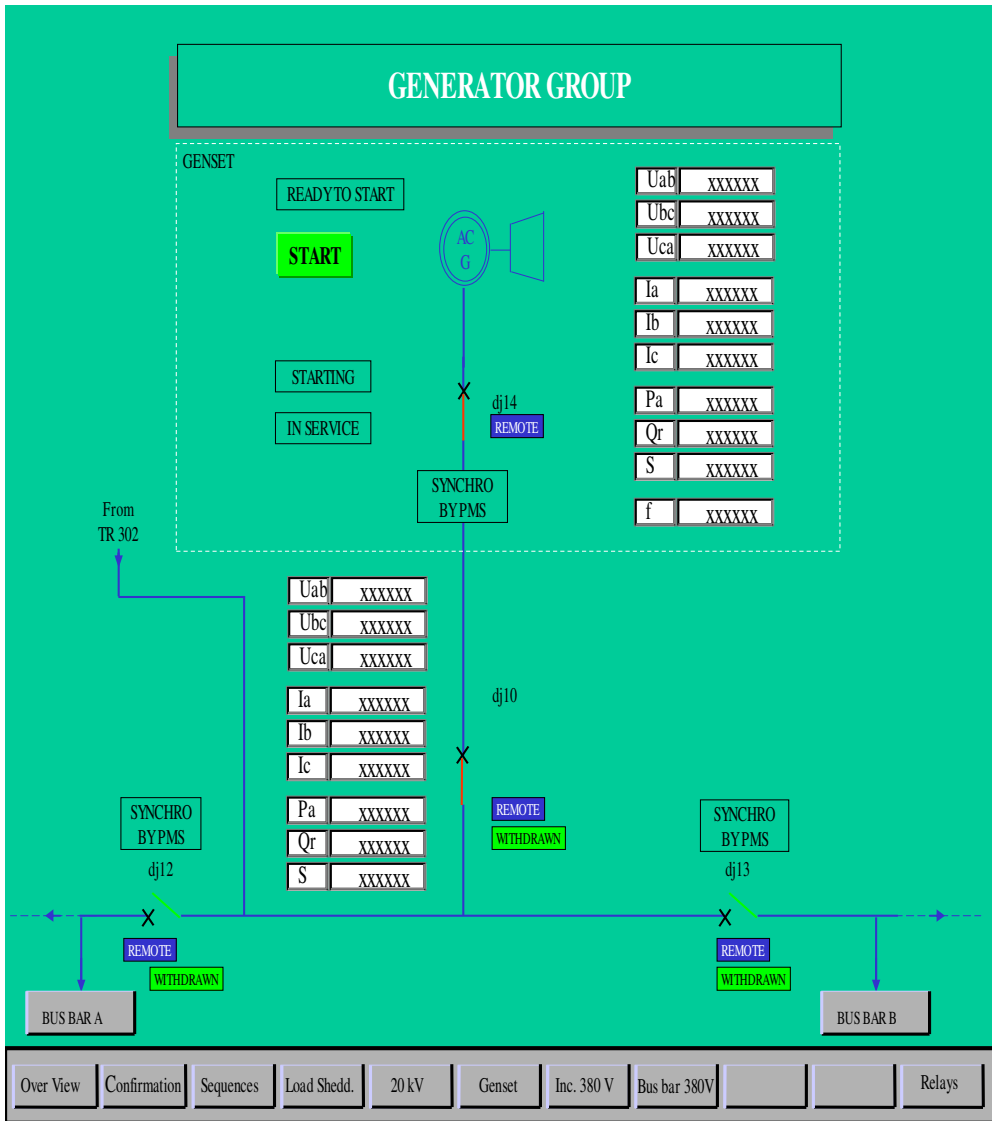 GENERATOR GROUP
GENSET
READY TO START
START
AC
G
STARTING
IN SERVICE
dj14
REMOTE
SYNCHRO
BY PMS
Uab xxxxxx
Ubc xxxxxx
Uca xxxxxx
Ia xxxxxx
Ib xxxxxx
Ic xxxxxx
Pa xxxxxx
Qr xxxxxx
S xxxxxx
f xxxxxx
From
TR 302
Uab xxxxxx
Ubc xxxxxx
Uca xxxxxx
Ia xxxxxx
Ib xxxxxx
Ic xxxxxx
Pa xxxxxx
Qr xxxxxx
S xxxxxx
dj10
REMOTE
WITHDRAWN
SYNCHRO
BY PMS
dj12
REMOTE
WITHDRAWN
BUS BAR A
SYNCHRO
BY PMS
dj13
REMOTE
WITHDRAWN
BUS BAR B
Over View Confirmation Sequences Load Shedd. 20 kV Genset Inc. 380 V Bus bar 380V Relays